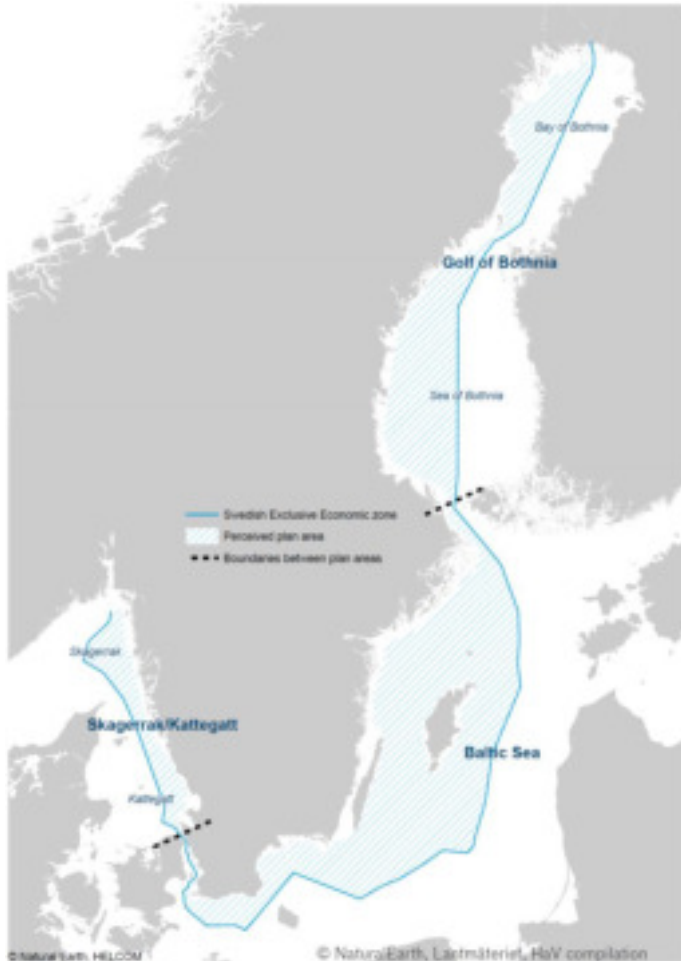 Bay of Bothnia
Golf of Bothnia
Sea of Bothnia
Swedish Exclusive Economic zone
Perceived plan area
Boundaries between plan areas
Skagerrak
Skagerrak/Kattegatt
Baltic Sea
Kattegatt
© Natural Earth, HELCOM
© Natural Earth, Lantmäteriet, HaV compilation